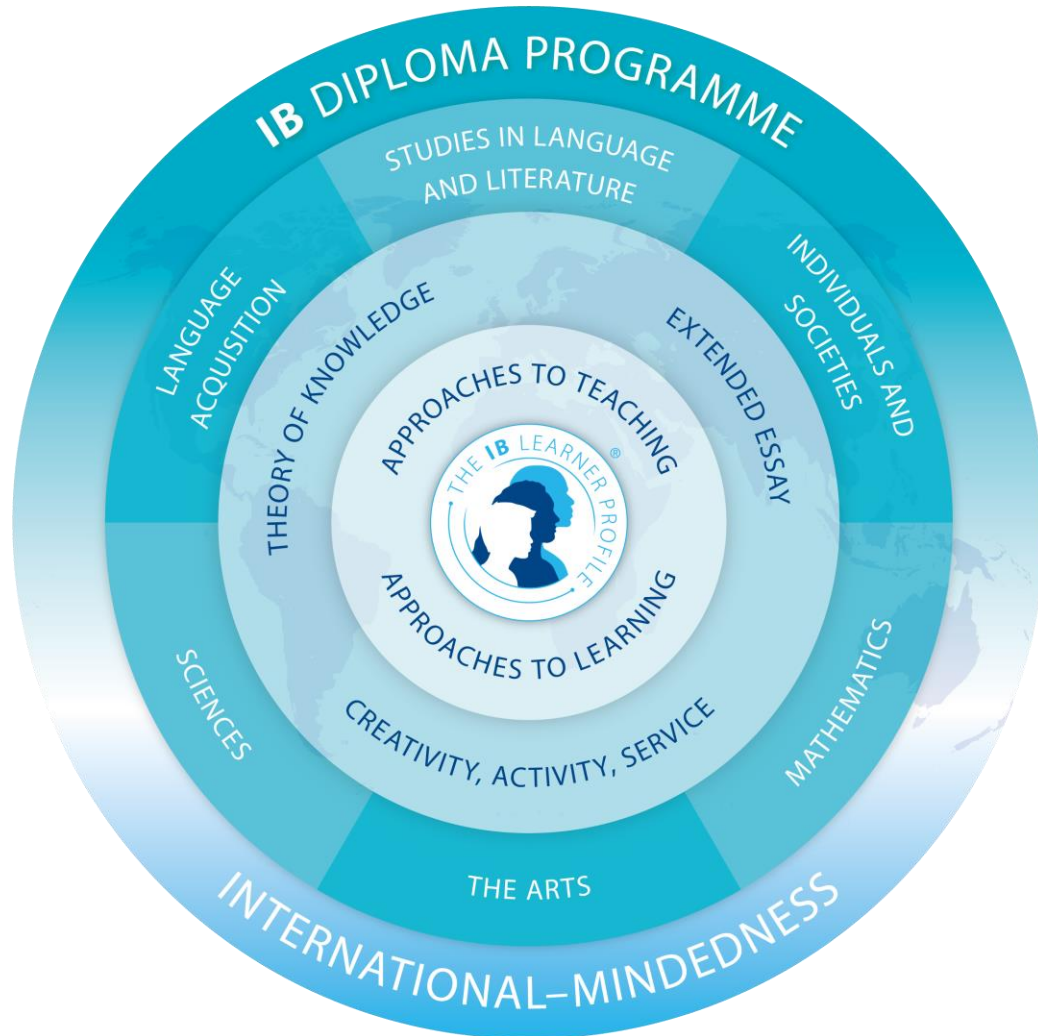 IB DIPLOMA PROGRAMME
STUDIES IN LANGUAGE
AND LITERATURE
LANGUAGE
ACQUISITION
INDIVIDUALS AND
SOCIETIES
THEORY OF KNOWLEDGE
EXTENDED ESSAY
APPROACHES TO TEACHING
THE IB LEARNER PROFILE
®
APPROACHES TO LEARNING
CREATIVITY, ACTIVITY, SERVICE
SCIENCES
MATHEMATICS
THE ARTS
INTERNATIONAL–MINDEDNESS